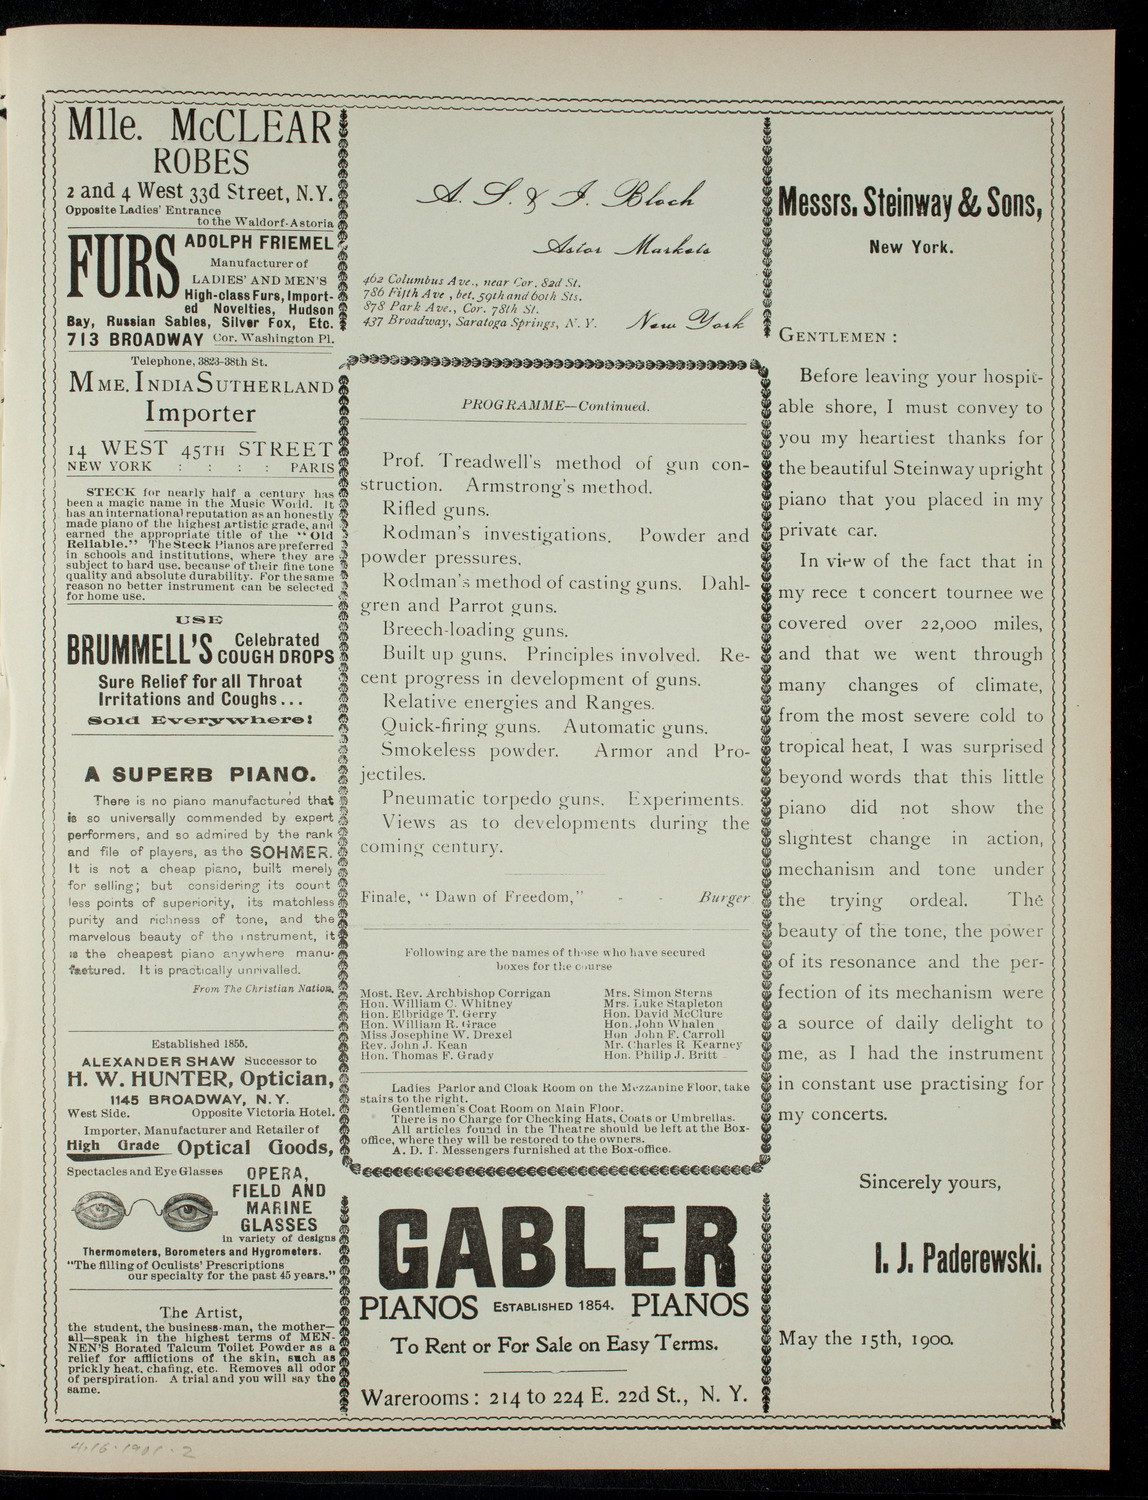 Mlle. McCLEAR
ROBES
2 and 4 West 33d Street, N.Y.
Opposite Ladies' Entrance
to the Waldorf-Astoria
FURS
ADOLPH FRIEMEL
Manufacturer of
LADIES' AND MEN'S
High-class Furs, Import-
ed Novelties, Hudson
Bay, Russian Sables, Silver Fox, Etc.
713 BROADWAY Cor. Washington Pl.
Telephone, 3823-38th St.
MME. INDIA SUTHERLAND
Importer
14 WEST 45TH STREET
NEW YORK : : : : PARIS
STECK for nearly half a century has
been a magic name in the Music World. It
has an international reputation as an honestly
made piano of the highest artistic grade, and
earned the appropriate title of the "Old
Reliable." The Steck Pianos are preferred
in schools and institutions, where they are
subject to hard use, because of their fine tone
quality and absolute durability. For the same
reason no better instrument can be selected
for home use.
USE
BRUMMELL'S Celebrated
COUGH DROPS
Sure Relief for all Throat
Irritations and Coughs...
Sold Everywhere!
A SUPERB PIANO.
There is no piano manufactured that
is so universally commended by expert
performers, and so admired by the rank
and file of players, as the SOHMER.
It is not a cheap piano, built merely
for selling; but considering its count
less points of superiority, its matchless
purity and richness of tone, and the
marvelous beauty of the instrument, it
is the cheapest piano anywhere manu-
factured. It is practically unrivalled.
From The Christian Nation.
Established 1855.
ALEXANDER SHAW Successor to
H. W. HUNTER, Optician,
1145 BROADWAY, N. Y.
West Side. Opposite Victoria Hotel.
Importer, Manufacturer and Retailer of
High Grade Optical Goods,
Spectacles and Eye Glasses
OPERA,
FIELD AND
MARINE
GLASSES
in variety of designs
Thermometers, Borometers and Hygrometers.
"The filling of Oculists' Prescriptions
our specialty for the past 45 years."
The Artist,
the student, the business-man, the mother—
all—speak in the highest terms of MEN-
NEN'S Borated Talcum Toilet Powder as a
relief for afflictions of the skin, such as
prickly heat, chafing, etc. Removes all odor
of perspiration. A trial and you will say the
same.
A. S. & J. Bloch
Astor Markets
462 Columbus Ave., near Cor. 82d St.
786 Fifth Ave , bet. 59th and 60th Sts.
878 Park Ave., Cor. 78th St.
437 Broadway, Saratoga Springs, N. Y.
New York
PROGRAMME—Continued.
Prof. Treadwell's method of gun con-
struction. Armstrong's method.
Rifled guns.
Rodman's investigations. Powder and
powder pressures.
Rodman's method of casting guns. Dahl-
gren and Parrot guns.
Breech-loading guns.
Built up guns. Principles involved. Re-
cent progress in development of guns.
Relative energies and Ranges.
Quick-firing guns. Automatic guns.
Smokeless powder. Armor and Pro-
jectiles.
Pneumatic torpedo guns. Experiments.
Views as to developments during the
coming century.
Finale, "Dawn of Freedom," - - Burger
Following are the names of those who have secured
boxes for the course
Most. Rev. Archbishop Corrigan
Hon. William C. Whitney
Hon. Elbridge T. Gerry
Hon. William R. Grace
Miss Josephine W. Drexel
Rev. John J. Kean
Hon. Thomas F. Grady
Mrs. Simon Sterns
Mrs. Luke Stapleton
Hon. David McClure
Hon. John Whalen
Hon John F. Carroll
Mr. Charles R Kearney
Hon. Philip J. Britt
Ladies Parlor and Cloak Room on the Mezzanine Floor, take
stairs to the right.
Gentlemen's Coat Room on Main Floor.
There is no Charge for Checking Hats, Coats or Umbrellas.
All articles found in the Theatre should be left at the Box-
office, where they will be restored to the owners.
A. D. T. Messengers furnished at the Box-office.
GABLER
PIANOS ESTABLISHED 1854. PIANOS
To Rent or For Sale on Easy Terms.
Warerooms: 214 to 224 E. 22d St., N. Y.
Messrs. Steinway & Sons,
New York.
GENTLEMEN:
Before leaving your hospit-
able shore, I must convey to
you my heartiest thanks for
the beautiful Steinway upright
piano that you placed in my
private car.
In view of the fact that in
my rece t concert tournee we
covered over 22,000 miles,
and that we went through
many changes of climate,
from the most severe cold to
tropical heat, I was surprised
beyond words that this little
piano did not show the
slightest change in action,
mechanism and tone under
the trying ordeal. The
beauty of the tone, the power
of its resonance and the per-
fection of its mechanism were
a source of daily delight to
me, as I had the instrument
in constant use practising for
my concerts.
Sincerely yours,
I. J. Paderewski.
May the 15th, 1900.
4.16.1901.2